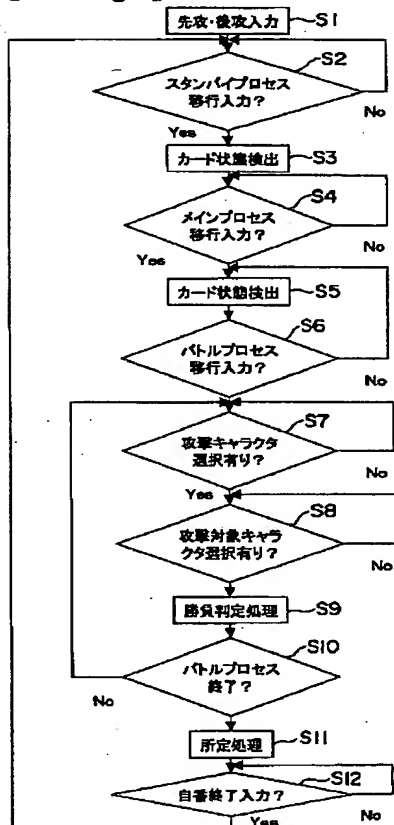 先攻・後攻入力
S1
スタンバイプロセス
移行入力?
S2
No
Yes
カード状態検出
S3
メインプロセス
移行入力?
S4
No
Yes
カード状態検出
S5
バトルプロセス
移行入力?
S6
No
攻撃キャラクタ
選択有り?
S7
No
Yes
攻撃対象キャラ
クタ選択有り?
S8
No
勝負判定処理
S9
バトルプロセス
終了?
S10
No
所定処理
S11
自番終了入力?
S12
Yes
No